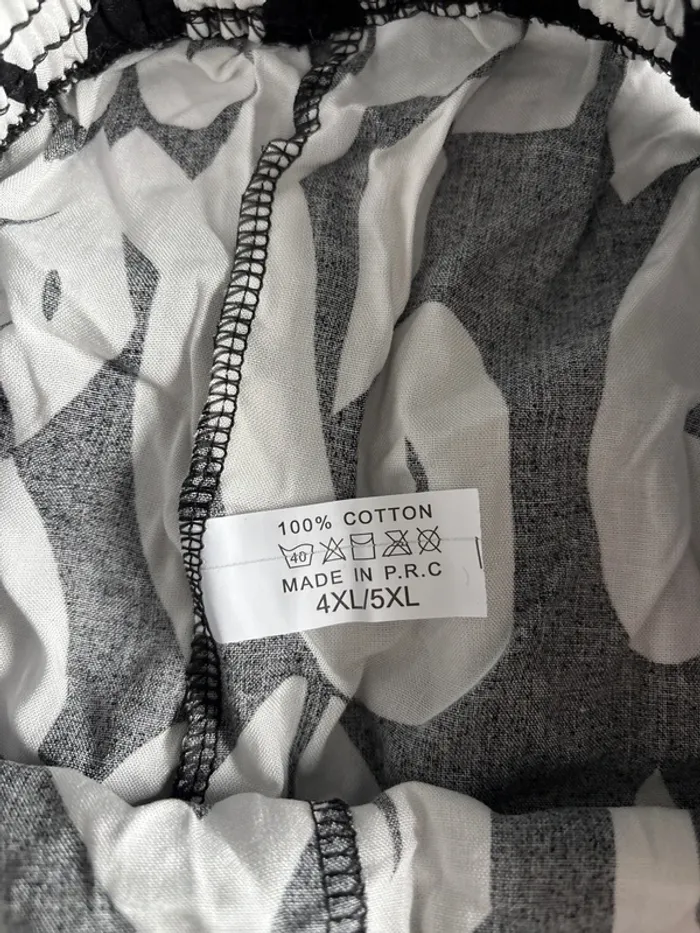 100% COTTON
40
MADE IN P.R.C
4XL/5XL